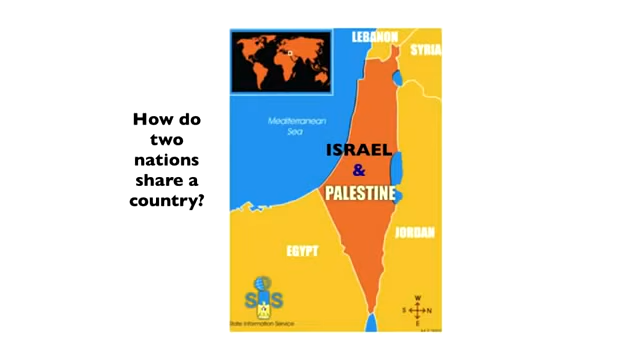 How do
two
nations
share a
country?
LEBANON
SYRIA
Mediterranean
Sea
ISRAEL
&
PALESTINE
JORDAN
EGYPT
SIS
State Information Service
W
S N
E